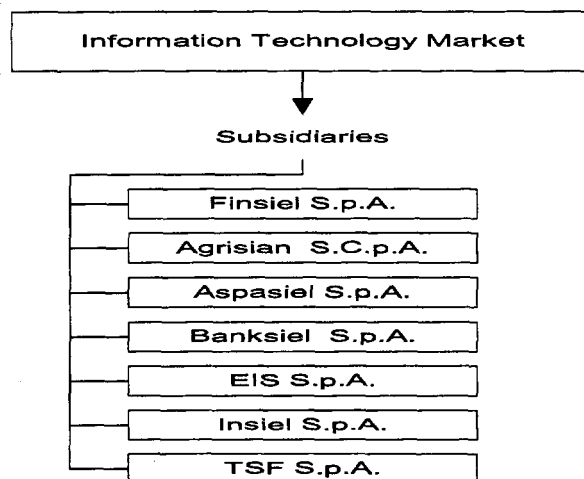 Information Technology Market
Subsidiaries
Finsiel S.p.A.
Agrisian S.C.p.A.
Aspasiel S.p.A.
Banksiel S.p.A.
EIS S.p.A.
Insiel S.p.A.
TSF S.p.A.